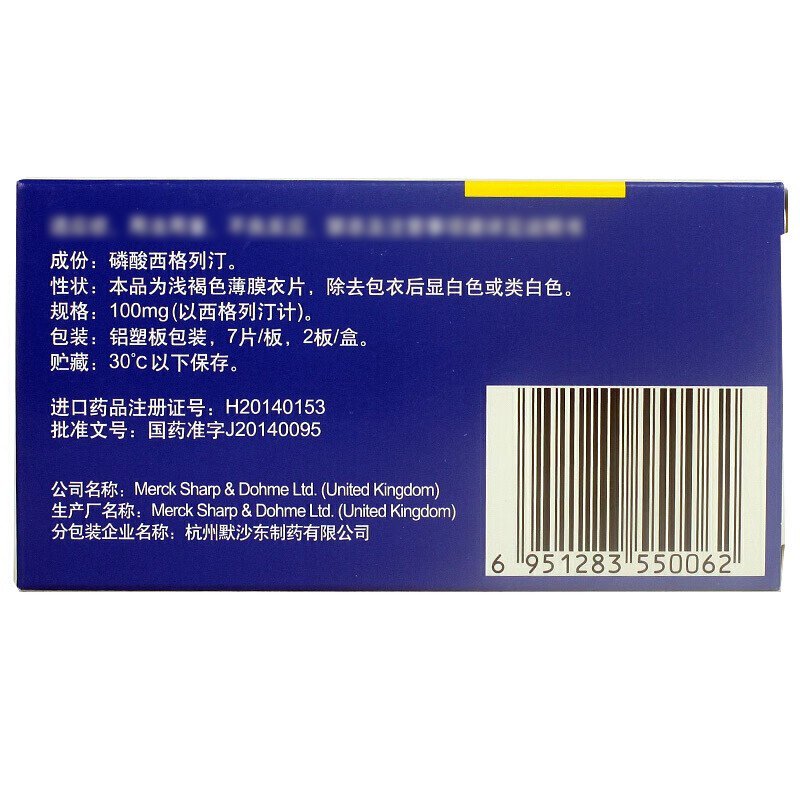 成份：磷酸西格列汀。
性状：本品为浅褐色薄膜衣片，除去包衣后显白色或类白色。
规格：100mg(以西格列汀计)。
包装：铝塑板包装，7片/板，2板/盒。
贮藏：30℃以下保存。
进口药品注册证号：H20140153
批准文号：国药准字J20140095
公司名称：Merck Sharp & Dohme Ltd. (United Kingdom)
生产厂名称：Merck Sharp & Dohme Ltd. (United Kingdom)
分包装企业名称：杭州默沙东制药有限公司
6 951283 550062